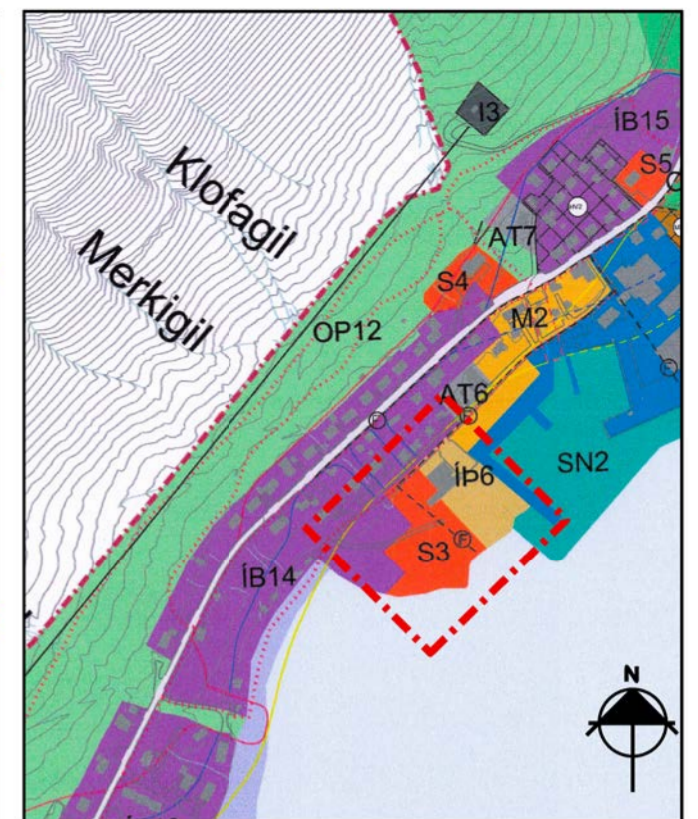 I3
ÍB15
S5
Klofagil
AT7
Merkigil
S4
OP12
M2
AT6
ÍÞ6
SN2
S3
ÍB14
N